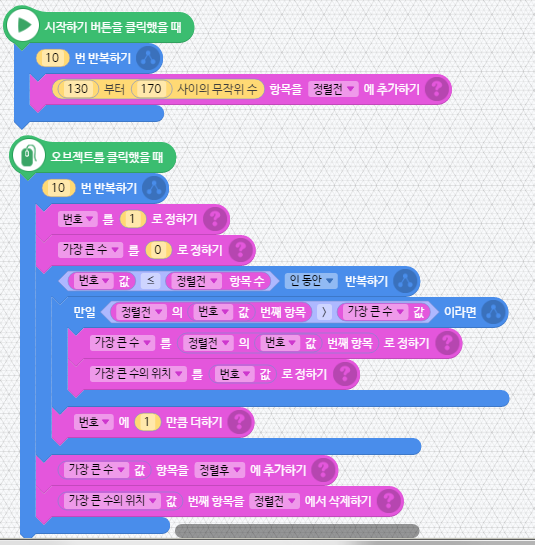 시작하기 버튼을 클릭했을 때
10 번 반복하기
130 부터 170 사이의 무작위 수 항목을 정렬전 에 추가하기 ?
오브젝트를 클릭했을 때
10 번 반복하기
번호 를 1 로 정하기 ?
가장 큰 수 를 0 로 정하기 ?
번호 값 ≤ 정렬전 항목 수 인 동안 반복하기
만일 정렬전 의 번호 값 번째 항목 > 가장 큰 수 값 이라면
가장 큰 수 를 정렬전 의 번호 값 번째 항목 로 정하기 ?
가장 큰 수의 위치 를 번호 값 로 정하기 ?
번호 에 1 만큼 더하기 ?
가장 큰 수 값 항목을 정렬후 에 추가하기 ?
가장 큰 수의 위치 값 번째 항목을 정렬전 에서 삭제하기 ?